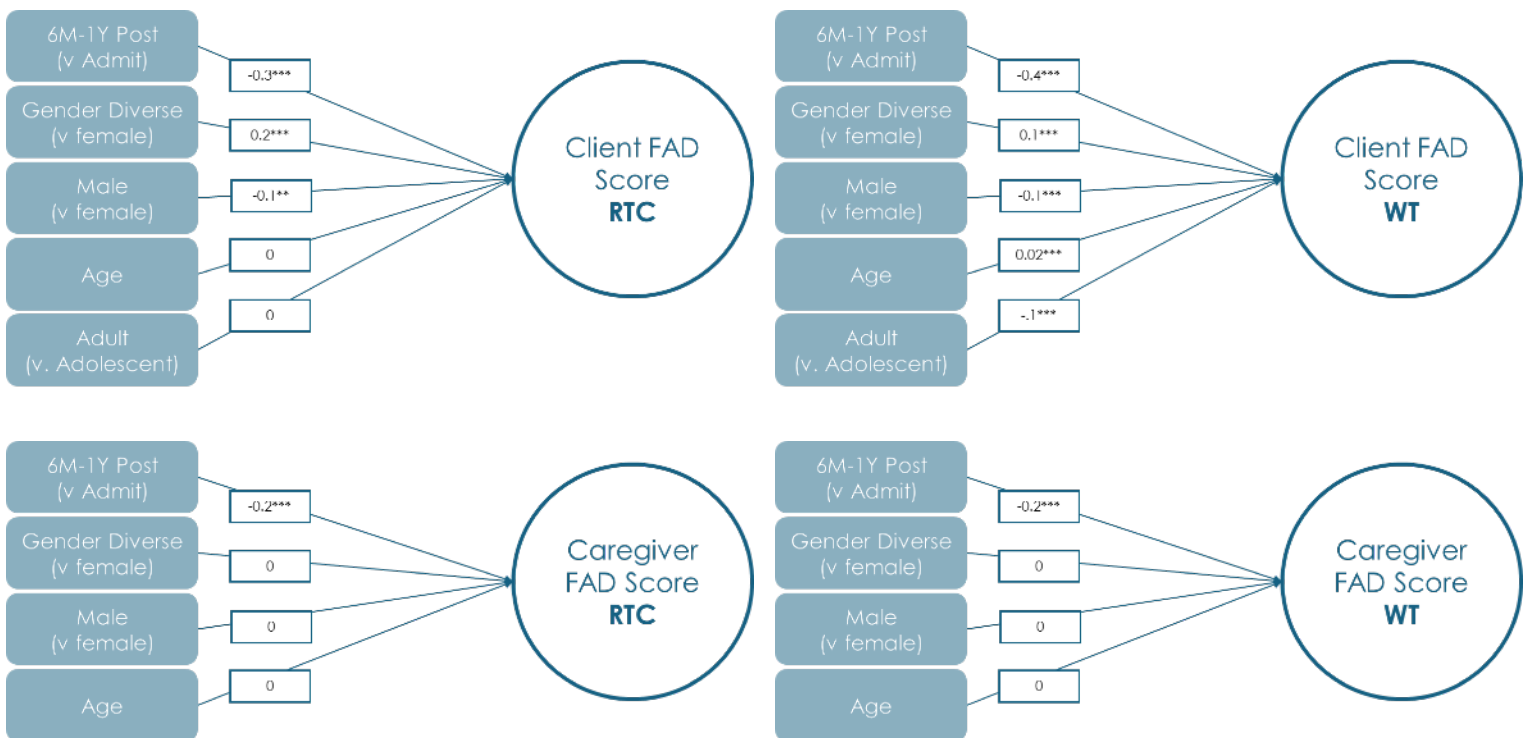 6M-1Y Post
(v Admit)
-0.3***
Gender Diverse
(v female)
0.2***
Male
(v female)
-0.1**
Age
0
Adult
(v. Adolescent)
0
Client FAD
Score
RTC
6M-1Y Post
(v Admit)
-0.4***
Gender Diverse
(v female)
0.1***
Male
(v female)
-0.1***
Age
0.02***
Adult
(v. Adolescent)
-.1***
Client FAD
Score
WT
6M-1Y Post
(v Admit)
-0.2***
Gender Diverse
(v female)
0
Male
(v female)
0
Age
0
Caregiver
FAD Score
RTC
6M-1Y Post
(v Admit)
-0.2***
Gender Diverse
(v female)
0
Male
(v female)
0
Age
0
Caregiver
FAD Score
WT